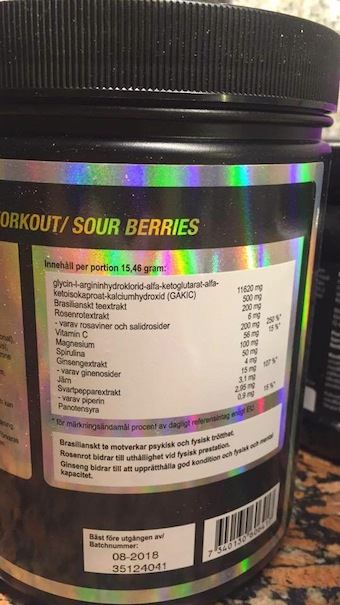 ORKOUT/ SOUR BERRIES
Innehåll per portion 15,46 gram:
glycin-l-argininhydroklorid-alfa-ketoglutarat-alfa-
ketoisokaproat-kalciumhydroxid (GAKIC) 11620 mg
Brasilianskt teextrakt 500 mg
Rosenrotextrakt 200 mg
- varav rosaviner och salidrosider 6 mg
Vitamin C 200 mg 250 %*
Magnesium 56 mg 15 %*
Spirulina 100 mg
Ginsengextrakt 50 mg
- varav ginenosider 4 mg
Järn 15 mg 107 %*
Svartpepparextrakt 3,1 mg
- varav piperin 2,95 mg
Panotensyra 0,9 mg 15 %*
* för märkningsändamål procent av dagligt referensintag enligt EU.
Brasilianskt te motverkar psykisk och fysisk trötthet.
Rosenrot bidrar till uthållighet vid fysisk prestation.
Ginseng bidrar till att upprätthålla god kondition och fysisk och mental
kapacitet.
Bäst före utgången av/
Batchnummer:
08-2018
35124041